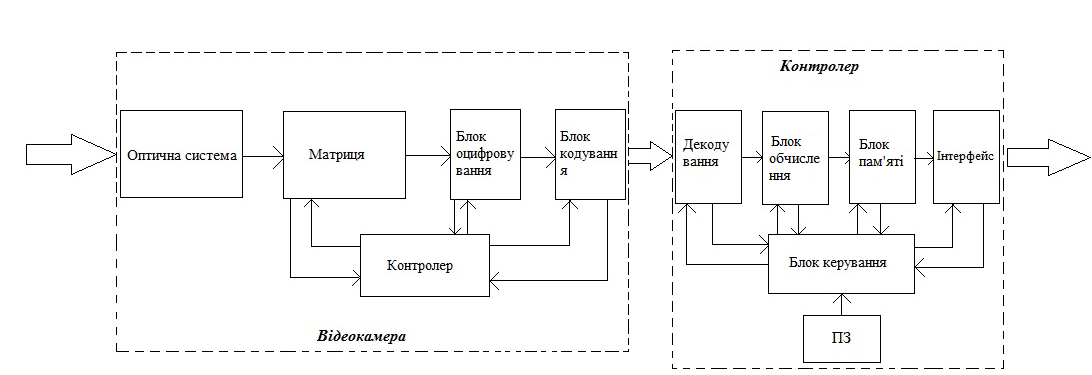 Контролер
Оптична система
Матриця
Блок
оцифрову
вання
Блок
кодуванн
я
Декоду
вання
Блок
обчисле
ння
Блок
пам'яті
Інтерфейс
Контролер
Блок керування
Відеокамера
ПЗ